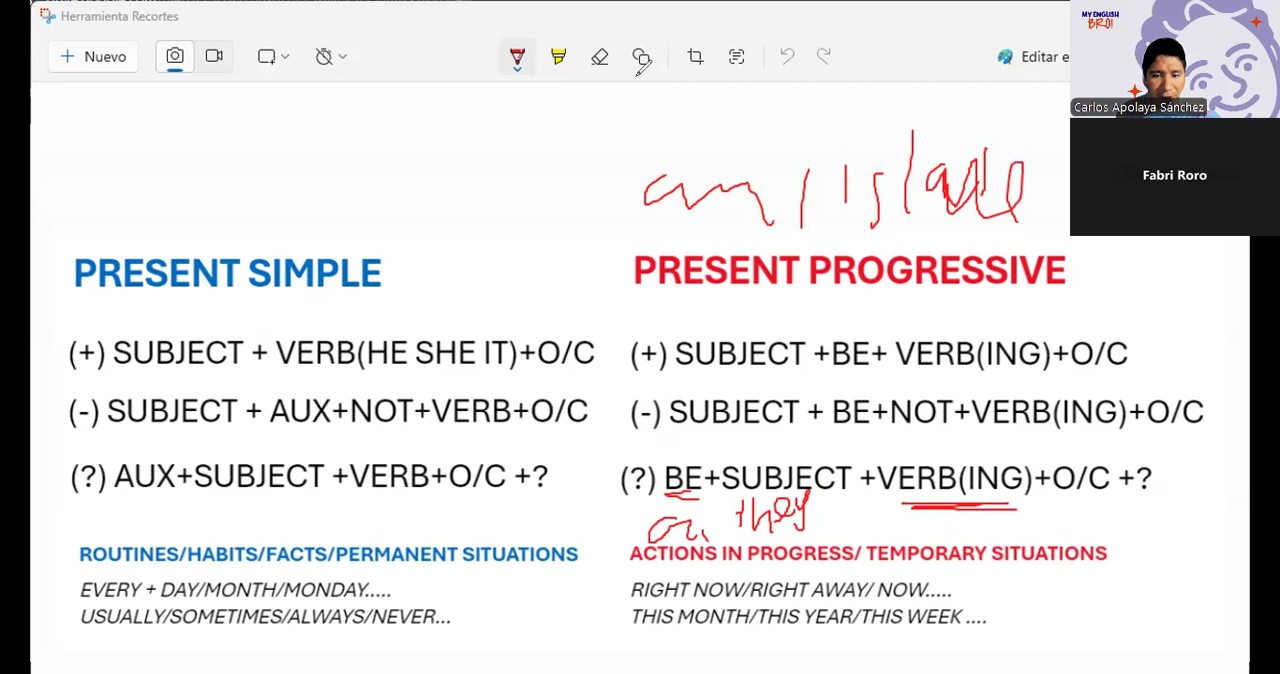 Herramienta Recortes
Nuevo
Editar e
MY ENGLISH
BRO!
Carlos Apolaya Sánchez
Fabri Roro
am / is / are
PRESENT SIMPLE
(+) SUBJECT + VERB(HE SHE IT)+O/C
(-) SUBJECT + AUX+NOT+VERB+O/C
(?) AUX+SUBJECT +VERB+O/C +?
ROUTINES/HABITS/FACTS/PERMANENT SITUATIONS
EVERY + DAY/MONTH/MONDAY.....
USUALLY/SOMETIMES/ALWAYS/NEVER...
PRESENT PROGRESSIVE
(+) SUBJECT +BE+ VERB(ING)+O/C
(-) SUBJECT + BE+NOT+VERB(ING)+O/C
(?) BE+SUBJECT +VERB(ING)+O/C +?
they
ACTIONS IN PROGRESS/ TEMPORARY SITUATIONS
RIGHT NOW/RIGHT AWAY/ NOW.....
THIS MONTH/THIS YEAR/THIS WEEK ....